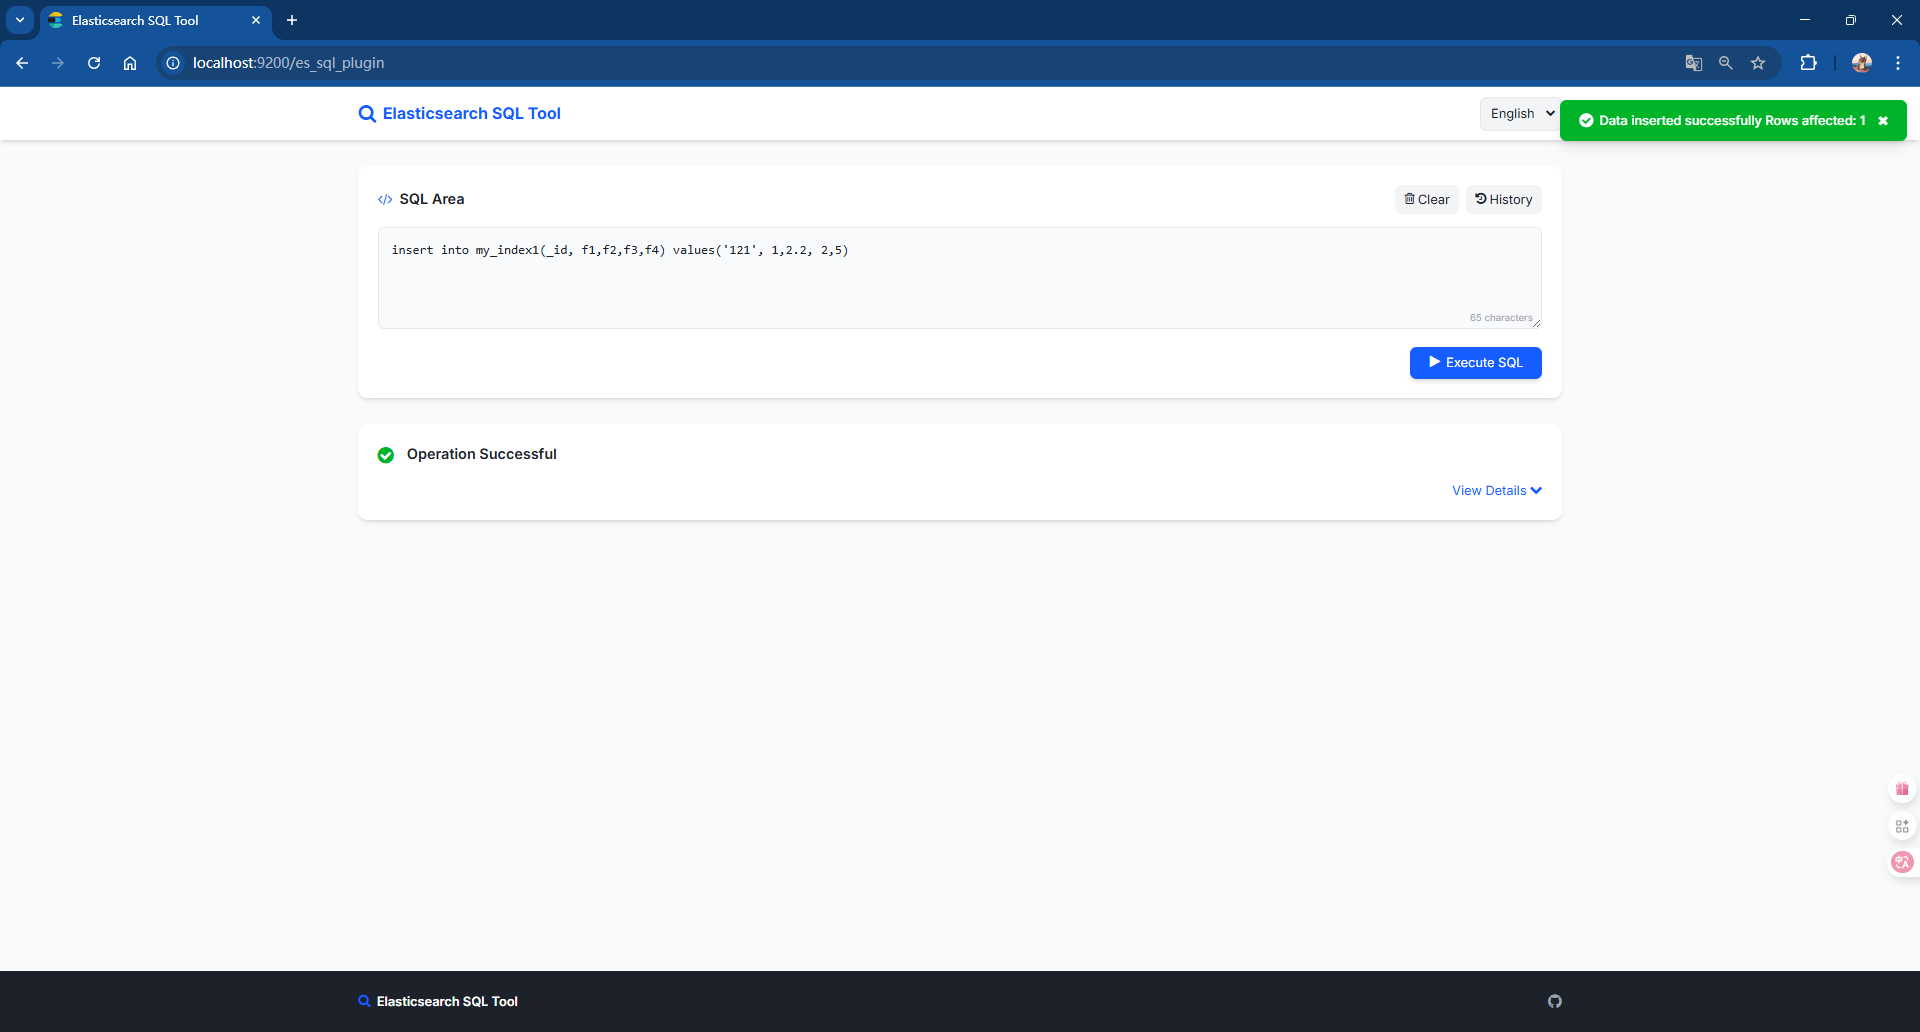 Elasticsearch SQL Tool
localhost:9200/es_sql_plugin
Elasticsearch SQL Tool
English
Data inserted successfully Rows affected: 1
SQL Area
Clear
History
insert into my_index1(_id, f1,f2,f3,f4) values('121', 1,2.2, 2,5)
65 characters
Execute SQL
Operation Successful
View Details
Elasticsearch SQL Tool